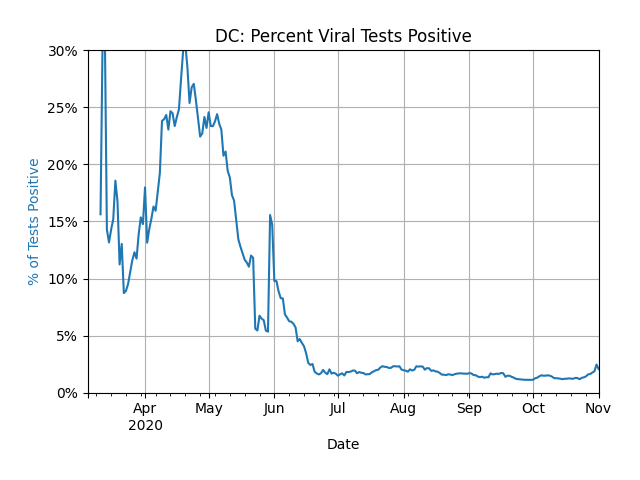 DC: Percent Viral Tests Positive
30%
25%
20%
15%
10%
5%
0%
% of Tests Positive
Apr
2020
May
Jun
Jul
Aug
Sep
Oct
Nov
Date